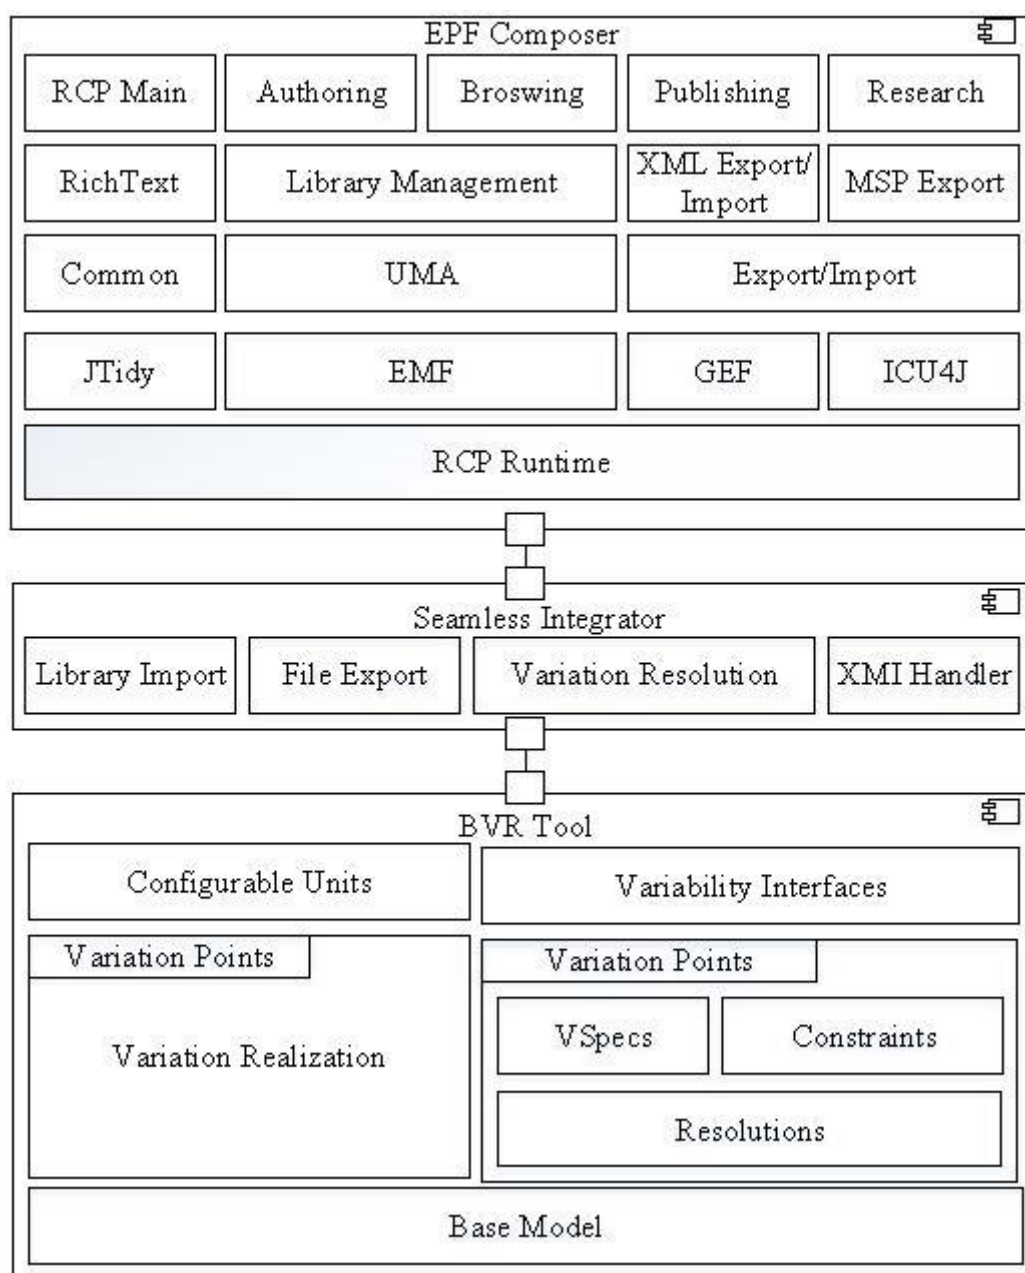 EPF Composer
RCP Main
Authoring
Broswing
Publishing
Research
RichText
Library Management
XML Export/
Import
MSP Export
Common
UMA
Export/Import
JTidy
EMF
GEF
ICU4J
RCP Runtime
Seamless Integrator
Library Import
File Export
Variation Resolution
XMI Handler
BVR Tool
Configurable Units
Variability Interfaces
Variation Points
Variation Realization
Variation Points
VSpecs
Constraints
Resolutions
Base Model